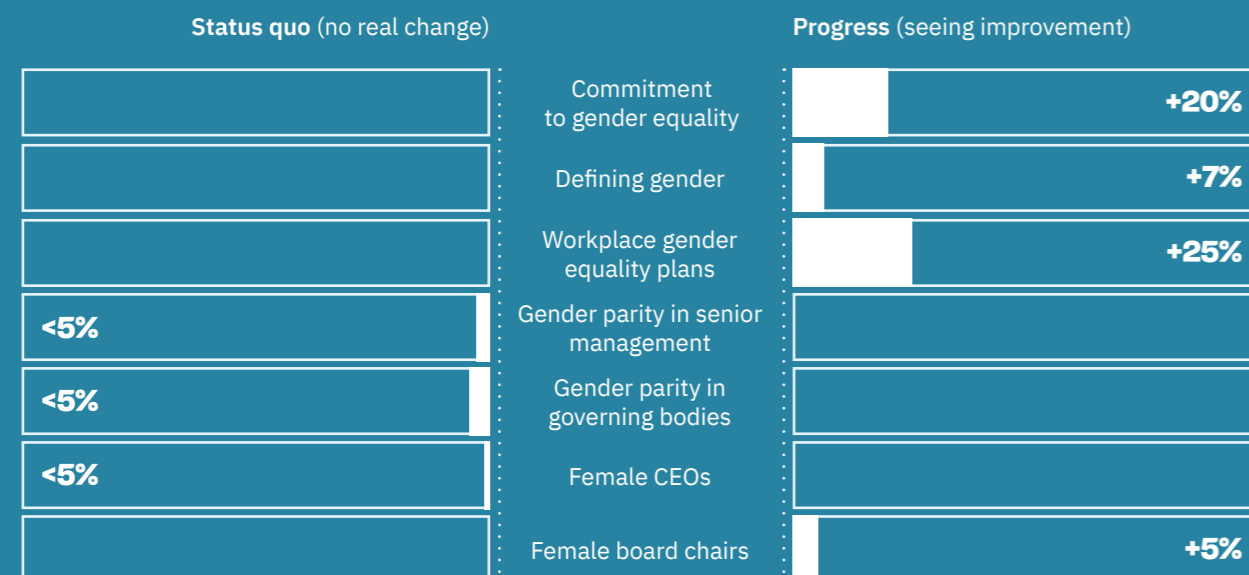 Status quo (no real change)
Progress (seeing improvement)
Commitment
to gender equality
+20%
Defining gender
+7%
Workplace gender
equality plans
+25%
<5%
Gender parity in senior
management
<5%
Gender parity in
governing bodies
<5%
Female CEOs
Female board chairs
+5%